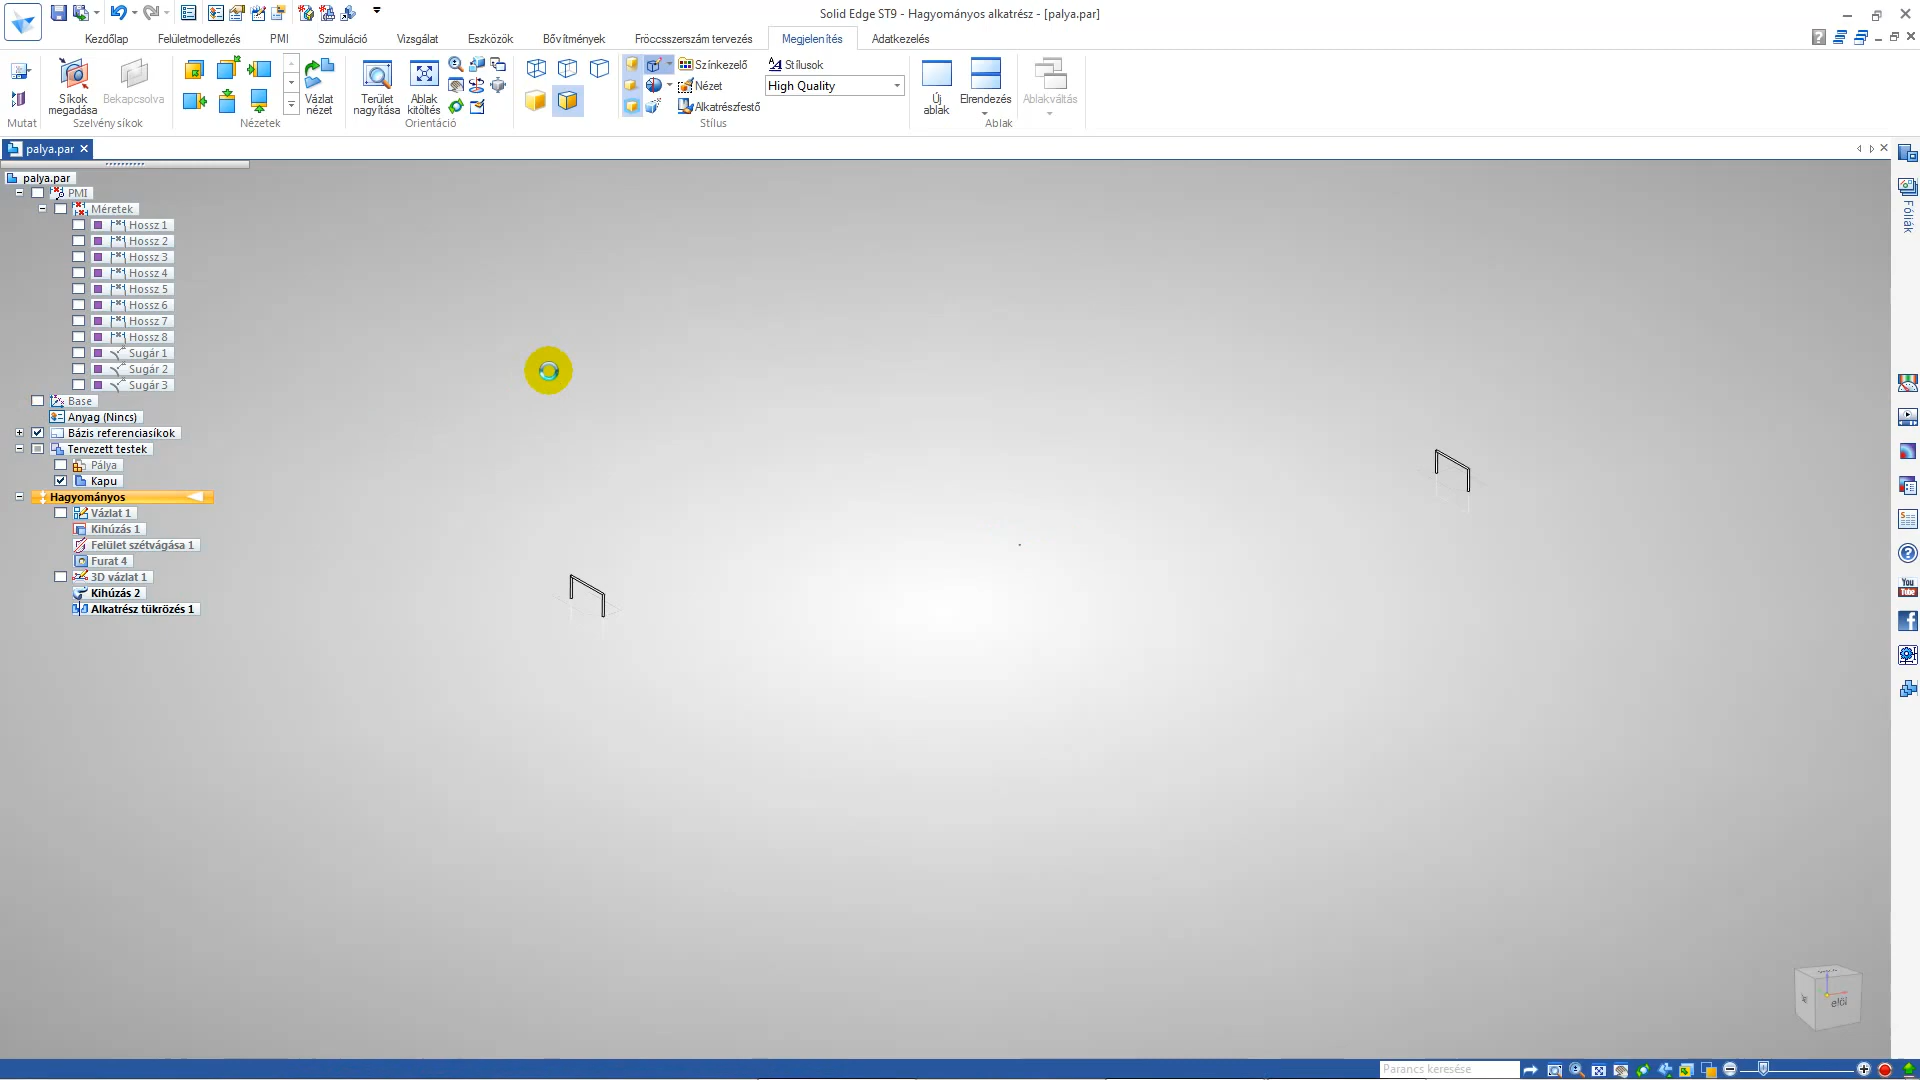 Solid Edge ST9 - Hagyományos alkatrész - [palya.par]
Kezdőlap Felületmodellezés PMI Szimuláció Vizsgálat Eszközök Bővítmények Fröccsszerszám tervezés Megjelenítés Adatkezelés
Síkok megadása
Bekapcsolva
Vázlat nézet
Terület nagyítása
Ablak kitöltés
Színkezelő
Nézet
Alkatrészfestő
Stílusok
High Quality
Új ablak
Elrendezés
Ablakváltás
Mutat Szelvény síkok Nézetek Orientáció Stílus Ablak
palya.par
palya.par
PMI
Méretek
Hossz 1
Hossz 2
Hossz 3
Hossz 4
Hossz 5
Hossz 6
Hossz 7
Hossz 8
Sugár 1
Sugár 2
Sugár 3
Base
Anyag (Nincs)
Bázis referenciasíkok
Tervezett testek
Pálya
Kapu
Hagyományos
Vázlat 1
Kihúzás 1
Felület szétvágása 1
Furat 4
3D vázlat 1
Kihúzás 2
Alkatrész tükrözés 1
Fóliák
You
Tube
elöl
Parancs keresése